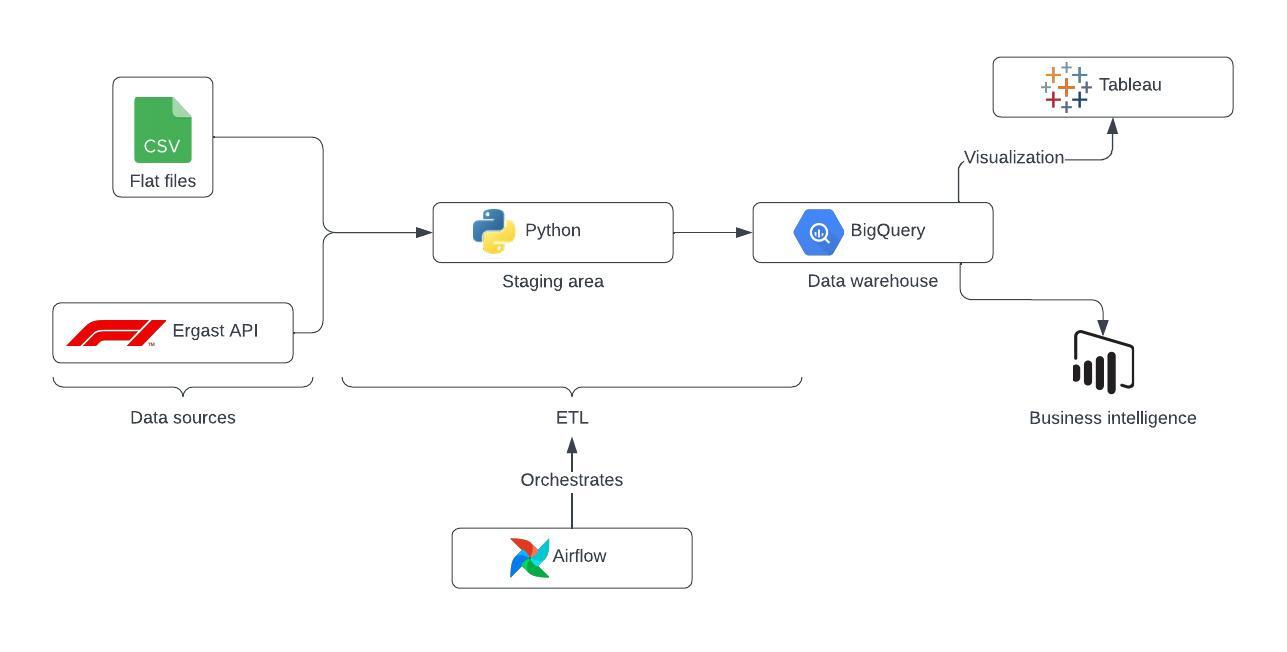 CSV
Flat files
Ergast API
TM
Data sources
Python
Staging area
BigQuery
Data warehouse
Visualization
Tableau
Business intelligence
ETL
Orchestrates
Airflow